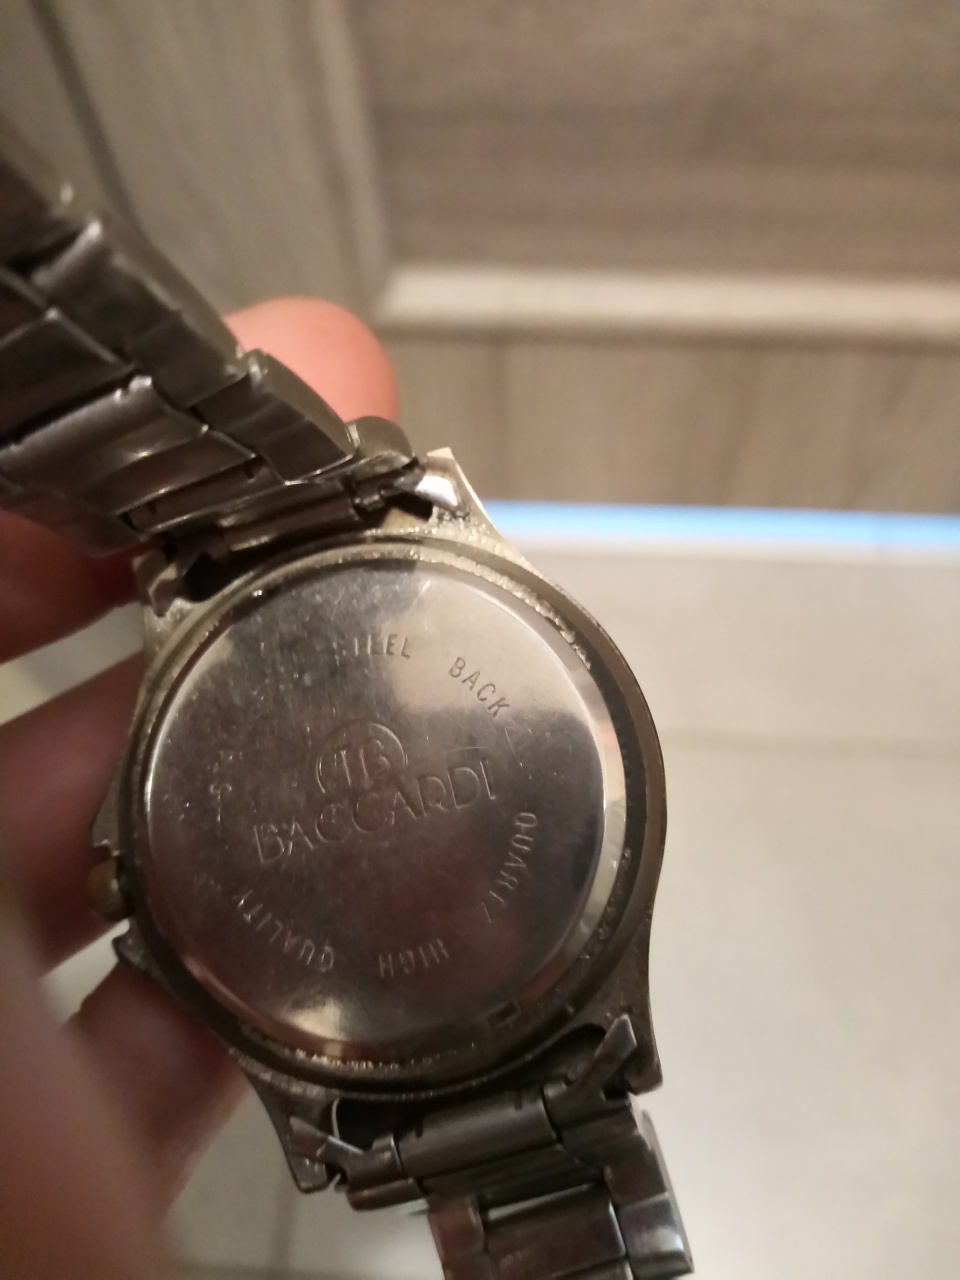 STEEL BACK
QUARTZ
HIGH
QUALITY
BACCARDI